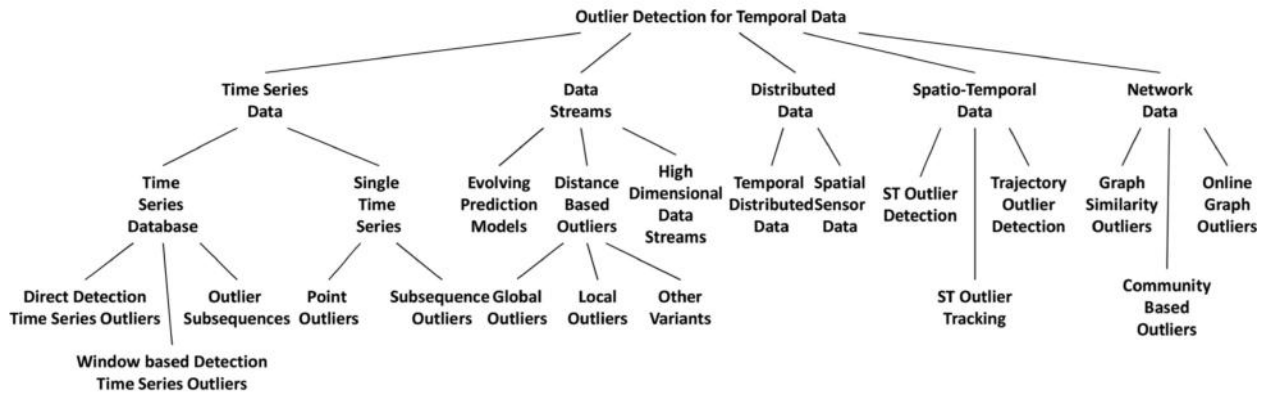 Outlier Detection for Temporal Data
Time Series
Data
Data
Streams
Distributed
Data
Spatio-Temporal
Data
Network
Data
Time
Series
Database
Single
Time
Series
Evolving
Prediction
Models
Distance
Based
Outliers
High
Dimensional
Data
Streams
Temporal
Distributed
Data
Spatial
Sensor
Data
ST Outlier
Detection
Trajectory
Outlier
Detection
Graph
Similarity
Outliers
Online
Graph
Outliers
Direct Detection
Time Series Outliers
Outlier
Subsequences
Point
Outliers
Subsequence
Outliers
Global
Outliers
Local
Outliers
Other
Variants
ST Outlier
Tracking
Community
Based
Outliers
Window based Detection
Time Series Outliers